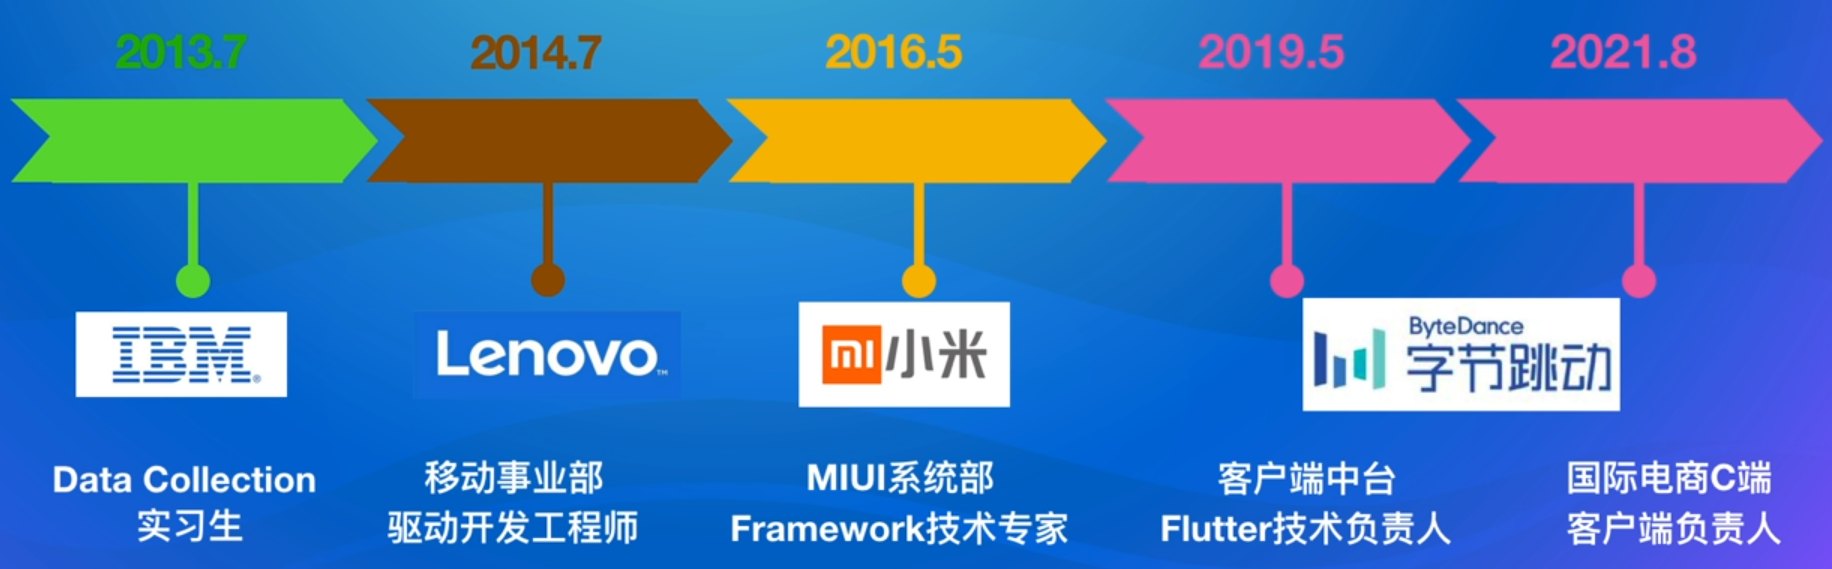 2013.7
2014.7
2016.5
2019.5
2021.8
IBM®
Lenovo™
mi小米
ByteDance
字节跳动
Data Collection
实习生
移动事业部
驱动开发工程师
MIUI系统部
Framework技术专家
客户端中台
Flutter技术负责人
国际电商C端
客户端负责人